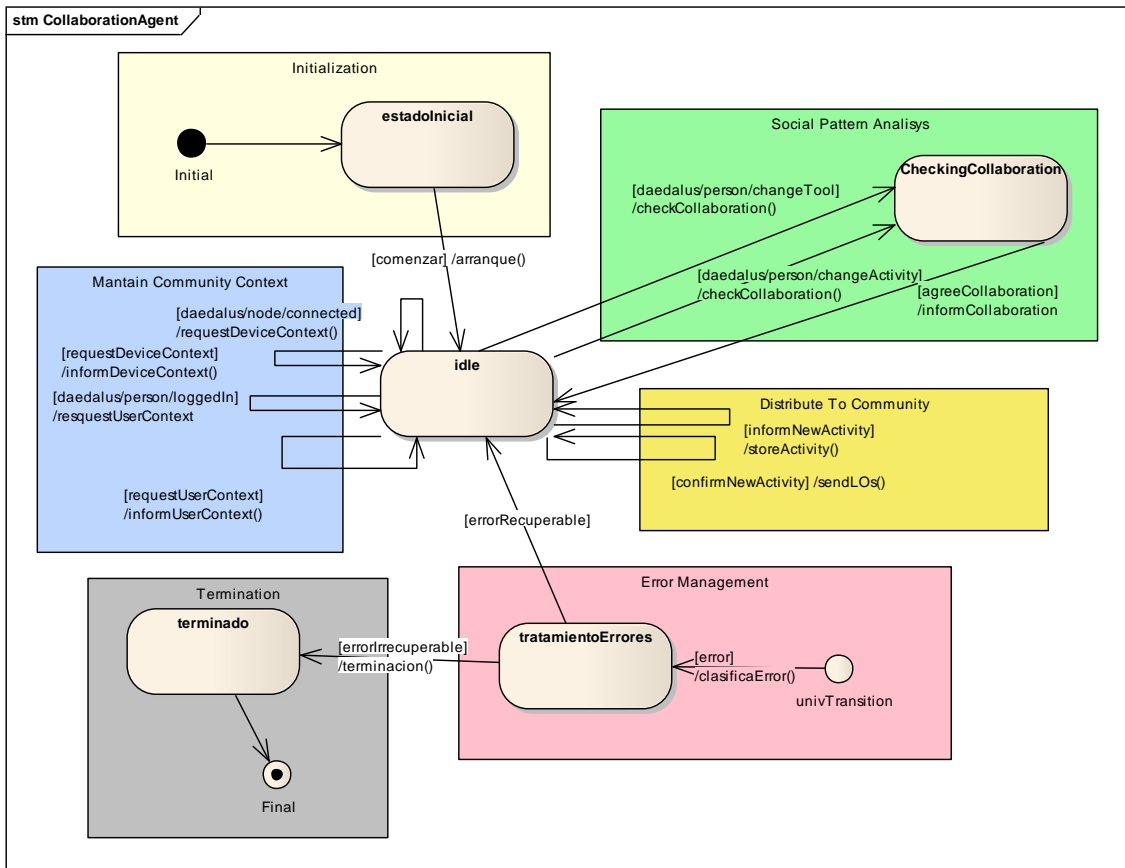 stm CollaborationAgent
Initialization
estadoInicial
Initial
Social Pattern Analisys
CheckingCollaboration
[daedalus/person/changeTool]
/checkCollaboration()
[comenzar] /arranque()
[daedalus/person/changeActivity]
/checkCollaboration()
[agreeCollaboration]
/informCollaboration
Mantain Community Context
[daedalus/node/connected]
/requestDeviceContext()
[requestDeviceContext]
/informDeviceContext()
[daedalus/person/loggedIn]
/resquestUserContext
[requestUserContext]
/informUserContext()
idle
Distribute To Community
[informNewActivity]
/storeActivity()
[confirmNewActivity] /sendLOs()
[errorRecuperable]
Termination
terminado
[errorIrrecuperable]
/terminacion()
Final
Error Management
tratamientoErrores
[error]
/clasificaError()
univTransition